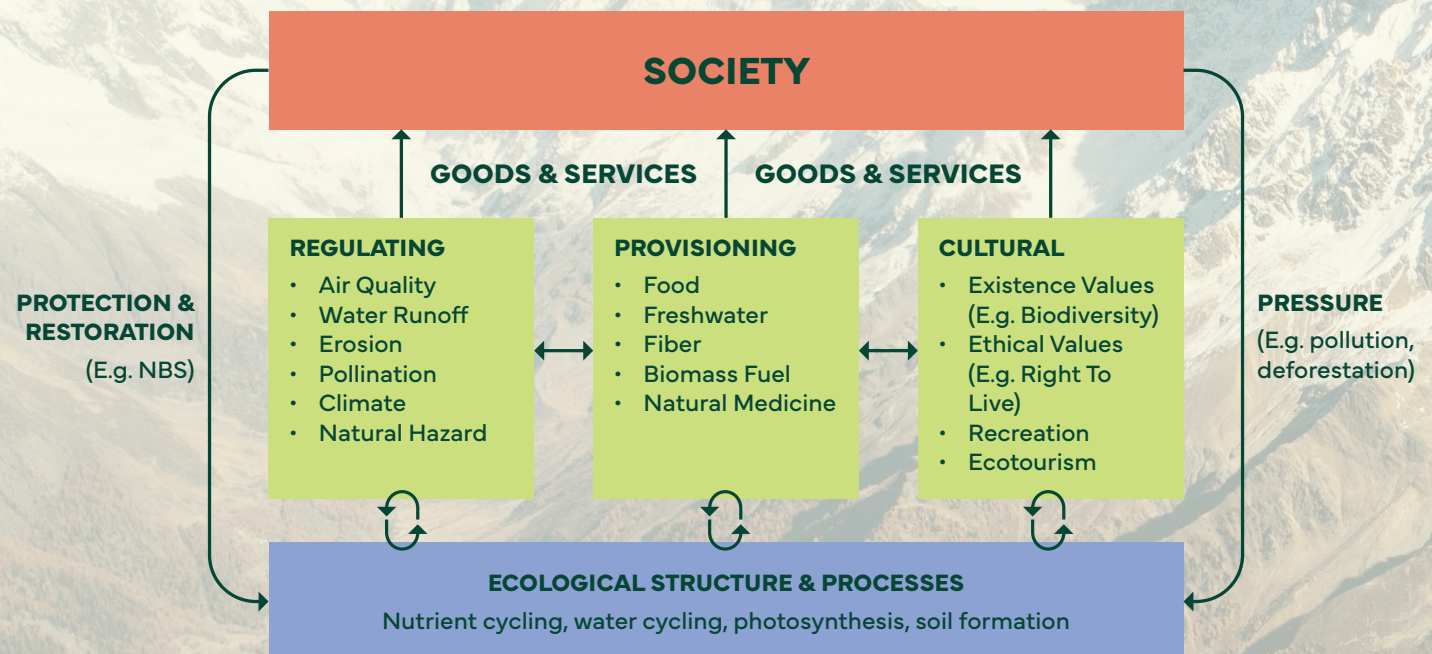 SOCIETY
GOODS & SERVICES
GOODS & SERVICES
PROTECTION &
RESTORATION
(E.g. NBS)
REGULATING
• Air Quality
• Water Runoff
• Erosion
• Pollination
• Climate
• Natural Hazard
PROVISIONING
• Food
• Freshwater
• Fiber
• Biomass Fuel
• Natural Medicine
CULTURAL
• Existence Values
(E.g. Biodiversity)
• Ethical Values
(E.g. Right To
Live)
• Recreation
• Ecotourism
PRESSURE
(E.g. pollution,
deforestation)
ECOLOGICAL STRUCTURE & PROCESSES
Nutrient cycling, water cycling, photosynthesis, soil formation